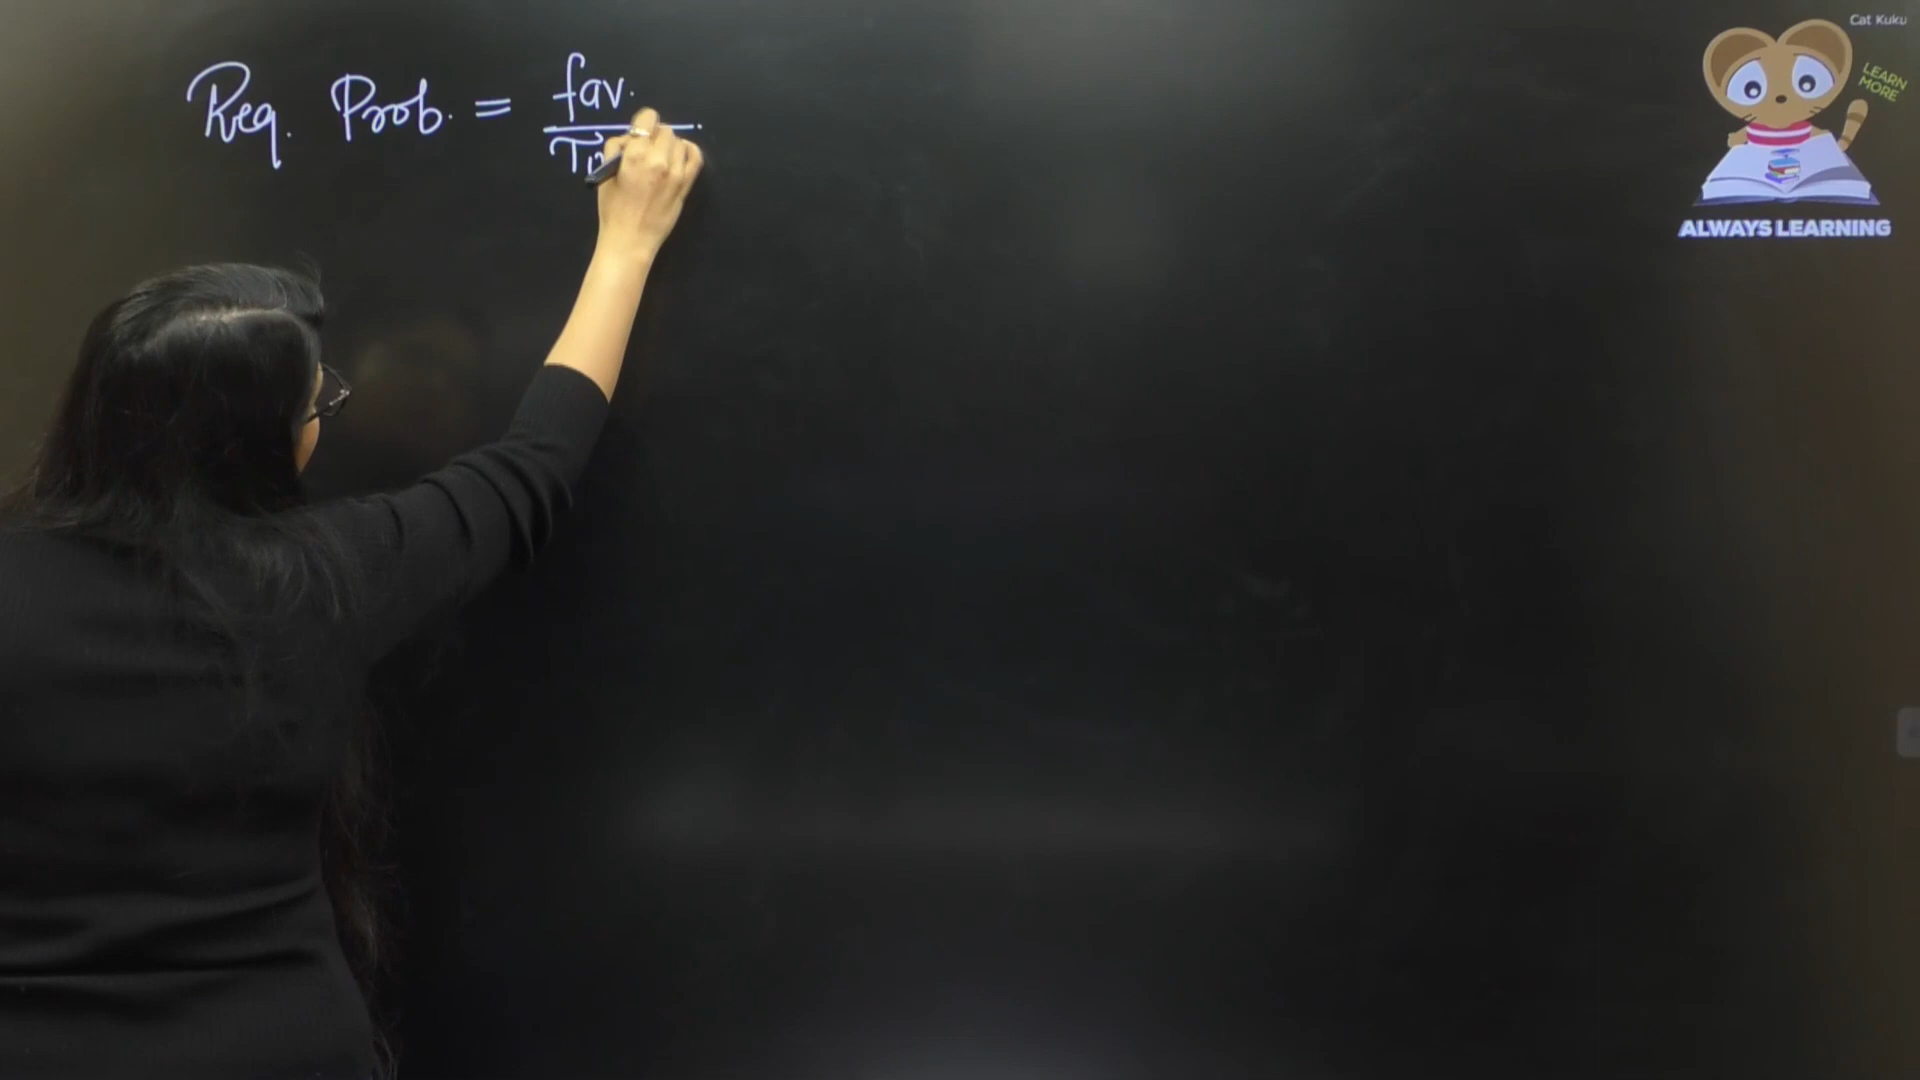 Cat Kuku
LEARN
MORE
Req. Prob. = fav.
ALWAYS LEARNING